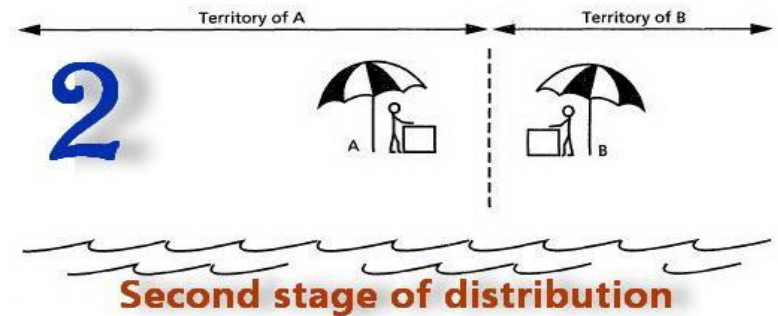 Territory of A Territory of B
2
A B
Second stage of distribution